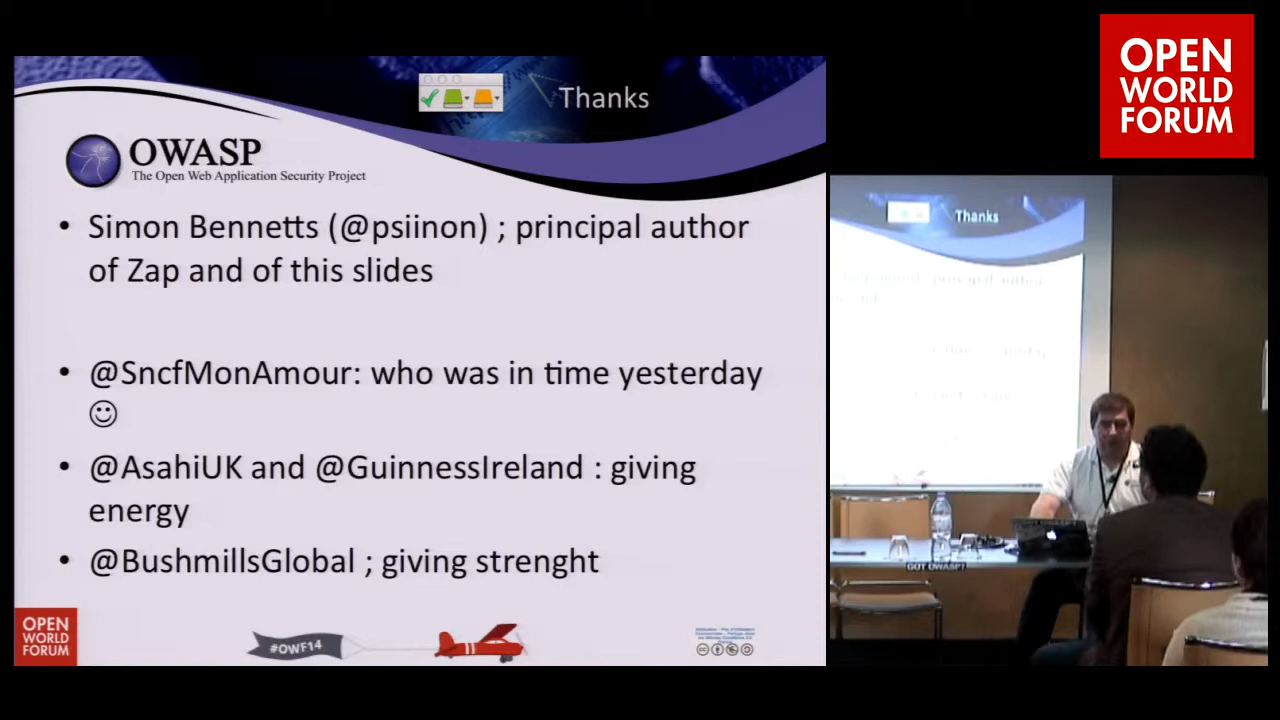 Thanks
OWASP
The Open Web Application Security Project
• Simon Bennetts (@psiinon) ; principal author
of Zap and of this slides
• @SncfMonAmour: who was in time yesterday
☺
• @AsahiUK and @GuinnessIreland : giving
energy
• @BushmillsGlobal ; giving strenght
OPEN
WORLD
FORUM
#OWF14
OPEN
WORLD
FORUM
Thanks
GOT OWASP?